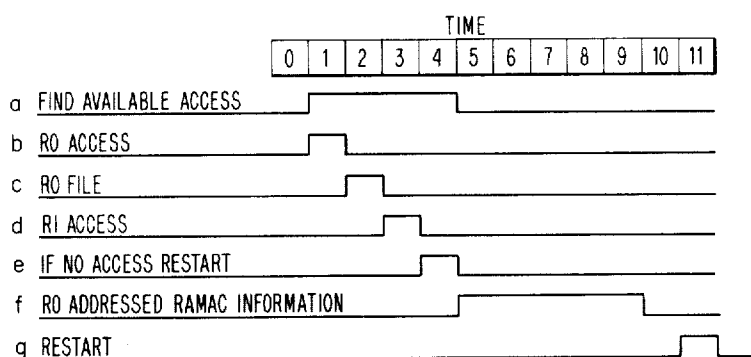 TIME
0 1 2 3 4 5 6 7 8 9 10 11
a FIND AVAILABLE ACCESS
b RO ACCESS
c RO FILE
d RI ACCESS
e IF NO ACCESS RESTART
f RO ADDRESSED RAMAC INFORMATION
g RESTART